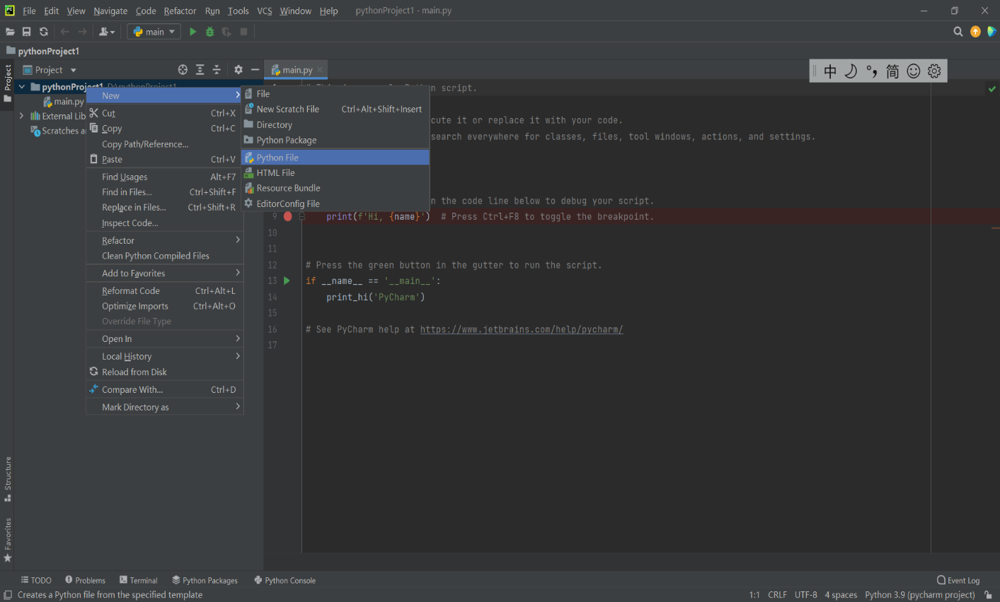 PC File Edit View Navigate Code Refactor Run Tools VCS Window Help pythonProject1 - main.py
main
pythonProject1
Project
Project main.py
中 简
pythonProject1
main.py
External Lib
Scratches a
New
Cut Ctrl+X
Copy Ctrl+C
Copy Path/Reference...
Paste Ctrl+V
Find Usages Alt+F7
Find in Files... Ctrl+Shift+F
Replace in Files... Ctrl+Shift+R
Inspect Code...
Refactor
Clean Python Compiled Files
Add to Favorites
Reformat Code Ctrl+Alt+L
Optimize Imports Ctrl+Alt+O
Override File Type
Open In
Local History
Reload from Disk
Compare With... Ctrl+D
Mark Directory as
File
New Scratch File Ctrl+Alt+Shift+Insert
Directory
Python Package
Python File
HTML File
Resource Bundle
EditorConfig File
script.
cute it or replace it with your code.
search everywhere for classes, files, tool windows, actions, and settings.
n the code line below to debug your script.
9 print(f'Hi, {name}') # Press Ctrl+F8 to toggle the breakpoint.
10
11
12 # Press the green button in the gutter to run the script.
13 if __name__ == '__main__':
14 print_hi('PyCharm')
15
16 # See PyCharm help at https://www.jetbrains.com/help/pycharm/
17
Structure
Favorites
TODO Problems Terminal Python Packages Python Console Event Log
Creates a Python file from the specified template 1:1 CRLF UTF-8 4 spaces Python 3.9 (pycharm project)